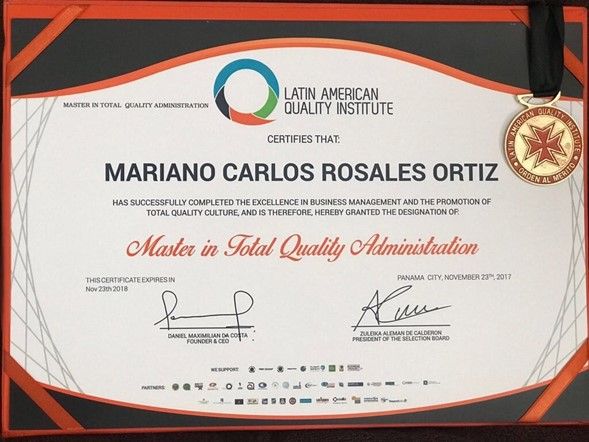 MASTER IN TOTAL QUALITY ADMINISTRATION
LATIN AMERICAN
QUALITY INSTITUTE
CERTIFIES THAT:
MARIANO CARLOS ROSALES ORTIZ
HAS SUCCESSFULLY COMPLETED THE EXCELLENCE IN BUSINESS MANAGEMENT AND THE PROMOTION OF
TOTAL QUALITY CULTURE, AND IS THEREFORE, HEREBY GRANTED THE DESIGNATION OF:
Master in Total Quality Administration
THIS CERTIFICATE EXPIRES IN
Nov 23th 2018
PANAMA CITY, NOVEMBER 23TH, 2017
DANIEL MAXIMILIAN DA COSTA
FOUNDER & CEO
ZULEIKA ALEMAN DE CALDERON
PRESIDENT OF THE SELECTION BOARD
WE SUPPORT:
PARTNERS:
LATIN AMERICAN QUALITY INSTITUTE
ORDEN AL MERITO